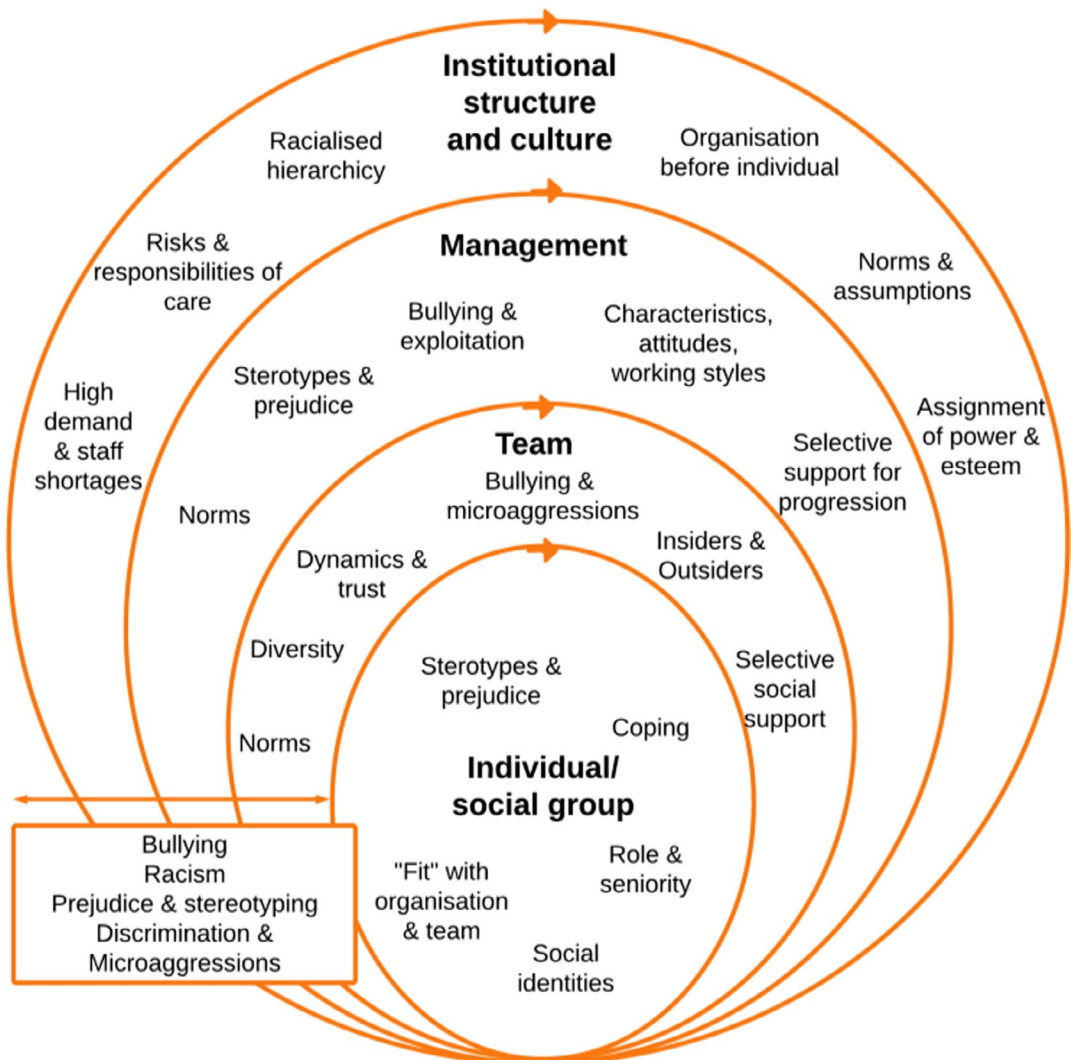 Institutional
structure
and culture
Racialised
hierarchicy
Organisation
before individual
Risks &
responsibilities of
care
Norms &
assumptions
High
demand
& staff
shortages
Assignment
of power &
esteem
Management
Bullying &
exploitation
Characteristics,
attitudes,
working styles
Sterotypes &
prejudice
Selective
support for
progression
Norms
Team
Bullying &
microaggressions
Insiders &
Outsiders
Dynamics &
trust
Diversity
Selective
social
support
Norms
Sterotypes &
prejudice
Coping
Individual/
social group
"Fit" with
organisation
& team
Role &
seniority
Social
identities
Bullying
Racism
Prejudice & stereotyping
Discrimination &
Microaggressions